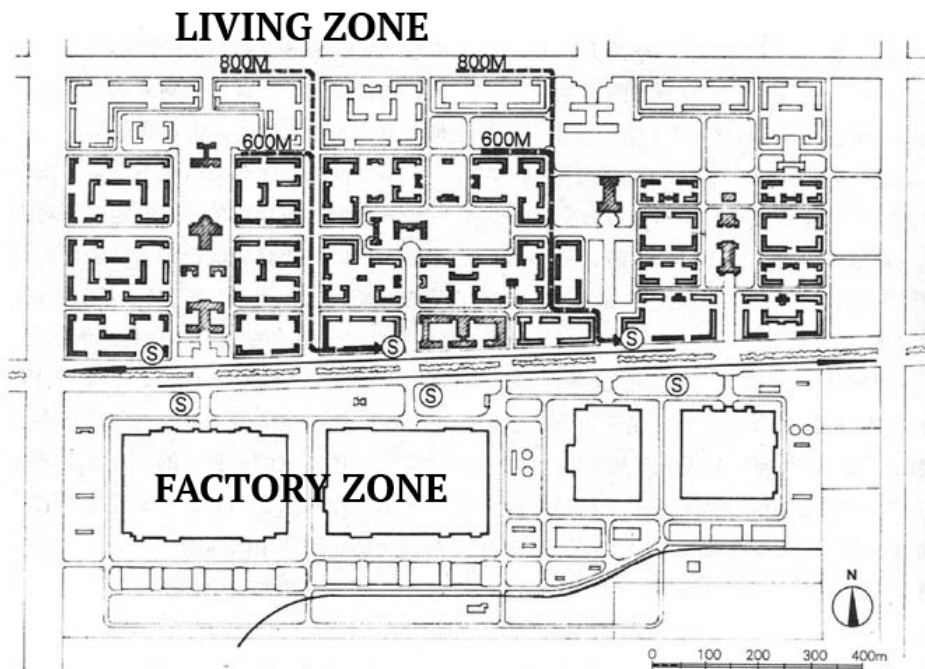 LIVING ZONE
800M 800M
600M 600M
S S S
S S S
FACTORY ZONE
N
0 100 200 300 400m